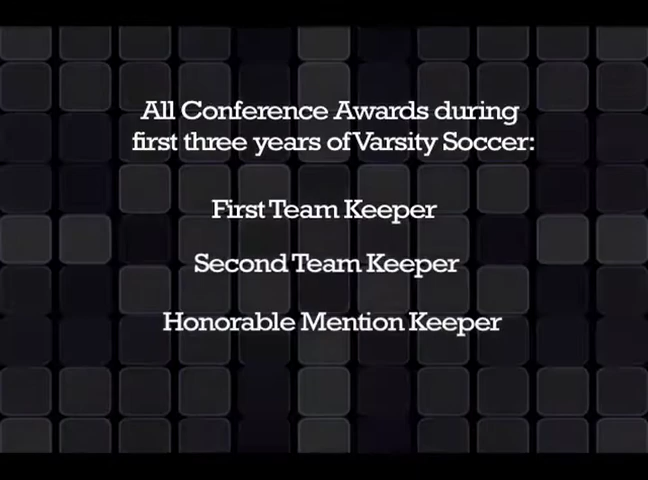 All Conference Awards during
first three years of Varsity Soccer:
First Team Keeper
Second Team Keeper
Honorable Mention Keeper